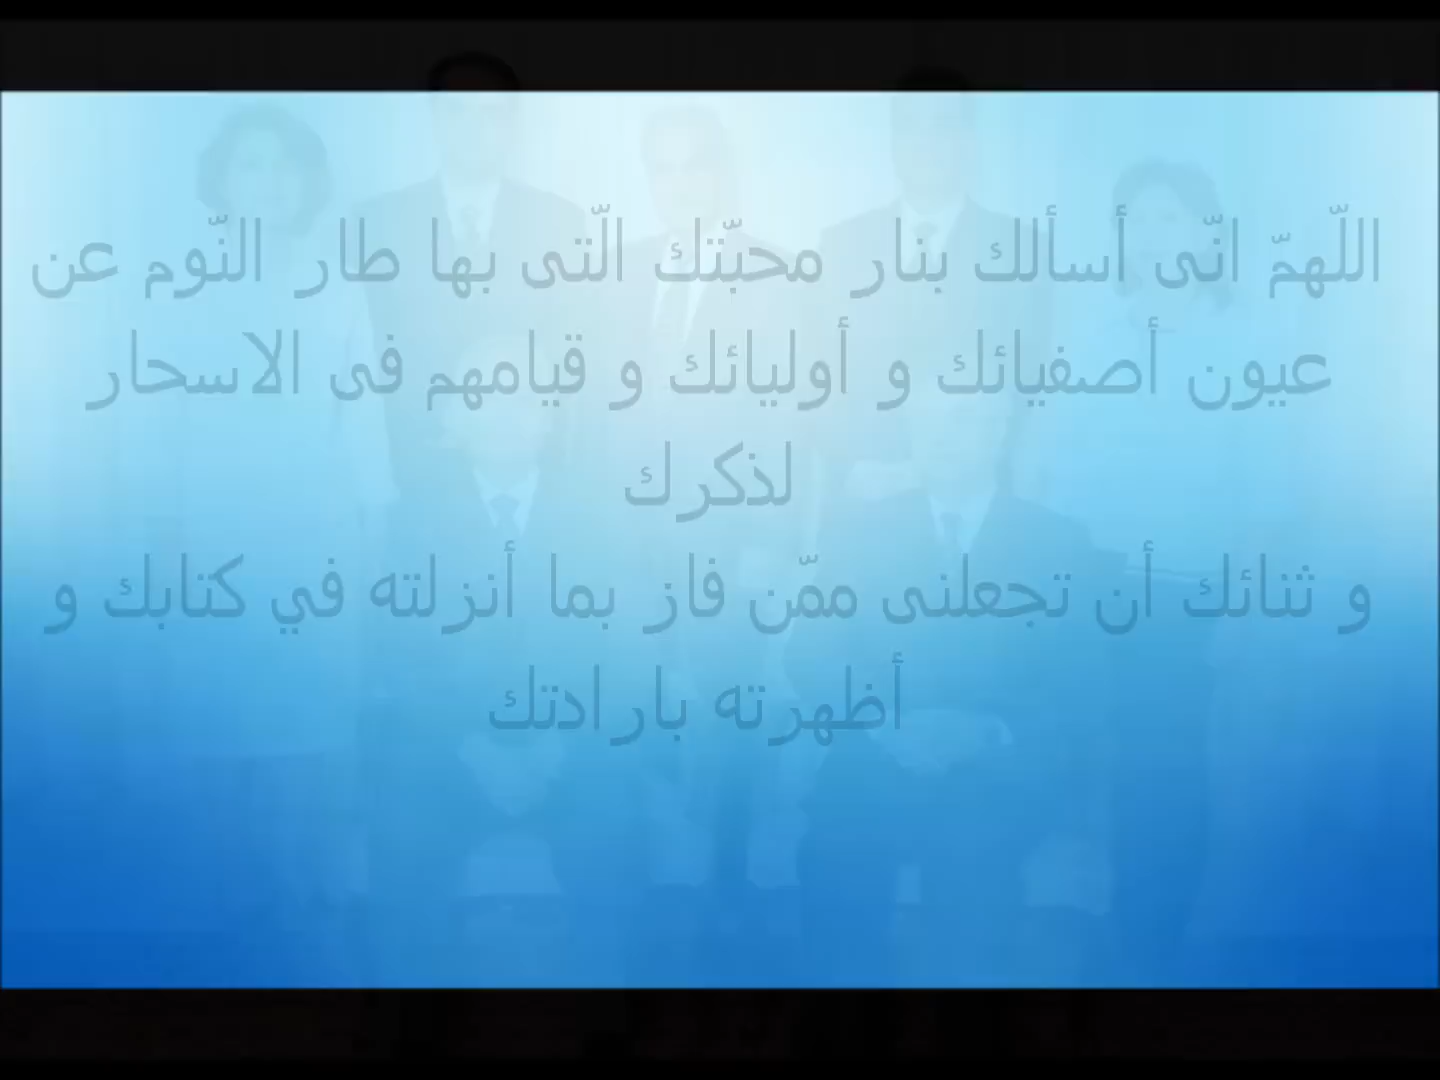 اللّهمّ انّى أسألك بنار محبّتك الّتى بها طار النّوم عن
عيون أصفيائك و أوليائك و قيامهم فى الاسحار
لذكرك
و ثنائك أن تجعلنى ممّن فاز بما أنزلته في كتابك و
أظهرته بارادتك